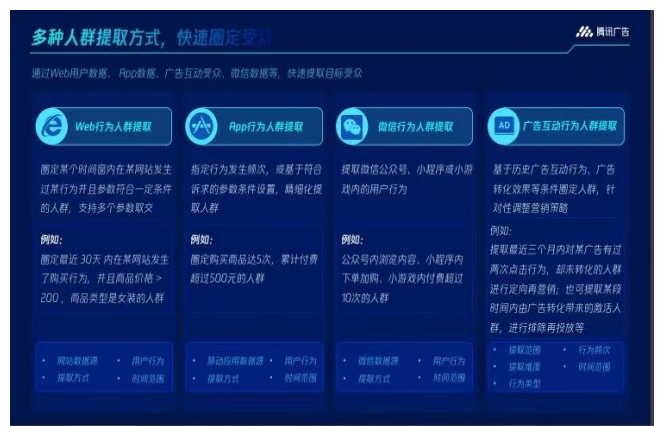 多种人群提取方式，快速圈定受众
腾讯广告
通过Web用户数据、App数据、广告互动受众、微信数据等，快速提取目标受众
Web行为人群提取
圈定某个时间窗内在某网站发生
过某行为并且参数符合一定条件
的人群，支持多个参数取交
例如：
圈定最近 30天 内在某网站发生
了购买行为，并且商品价格 >
200 ，商品类型是女装的人群
• 网站数据源 • 用户行为
• 提取方式 时间范围
App行为人群提取
指定行为发生频次，或基于符合
诉求的参数条件设置，精细化提
取人群
例如：
圈定购买商品达5次，累计付费
超过500元的人群
• 移动应用数据源 • 用户行为
• 提取方式 时间范围
微信行为人群提取
提取微信公众号、小程序或小游
戏内的用户行为
例如：
公众号内浏览内容、小程序内
下单加购、小游戏内付费超过
10次的人群
• 微信数据源 • 用户行为
• 提取方式 • 时间范围
AD
广告互动行为人群提取
基于历史广告互动行为、广告
转化效果等条件圈定人群，针
对性调整营销策略
例如：
提取最近三个月内对某广告有过
两次点击行为，却未转化的人群
进行定向再营销；也可提取某段
时间内由广告转化带来的激活人
群，进行排除再投放等
• 提取范围 • 行为频次
• 提取维度 • 时间范围
• 行为类型